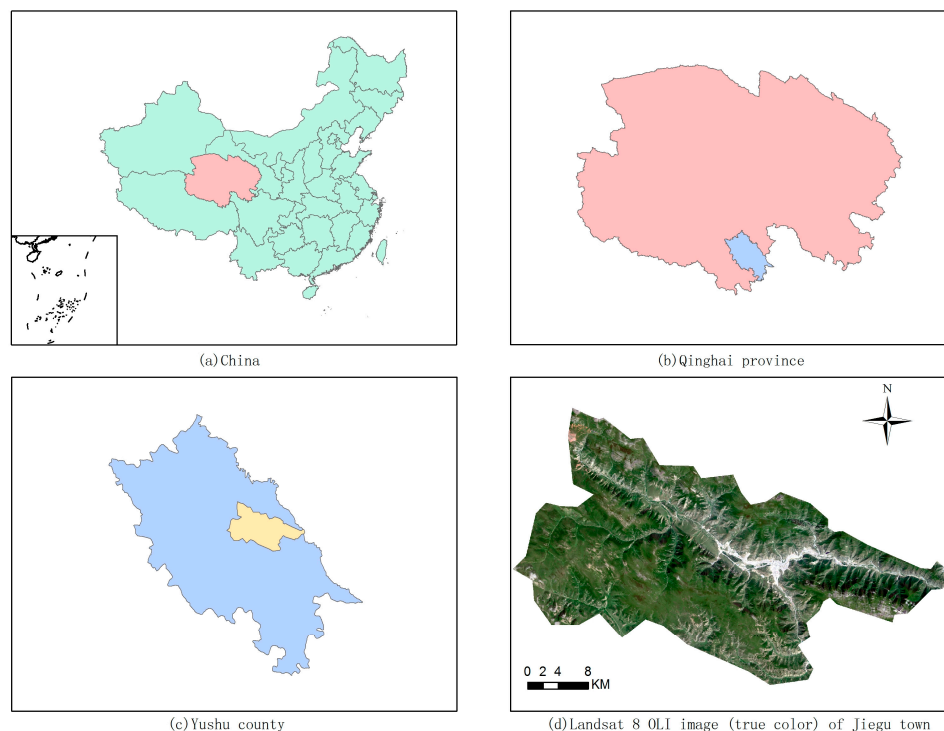 (a)China
(b)Qinghai province
N
0 2 4 8
KM
(c)Yushu county
(d)Landsat 8 OLI image (true color) of Jiegu town